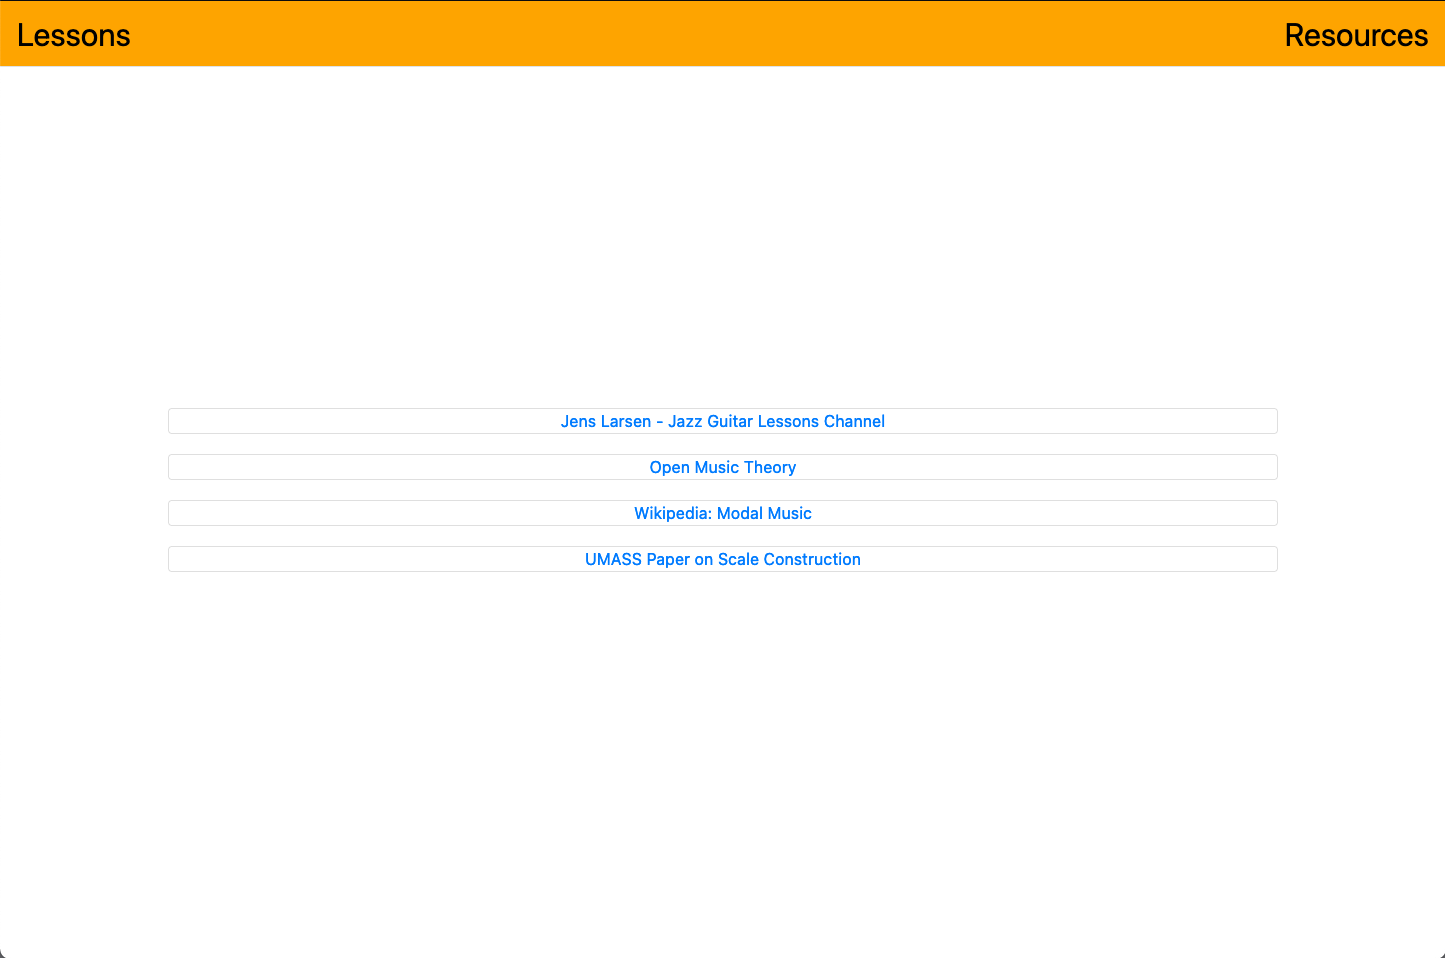 Lessons
Resources
Jens Larsen - Jazz Guitar Lessons Channel
Open Music Theory
Wikipedia: Modal Music
UMASS Paper on Scale Construction